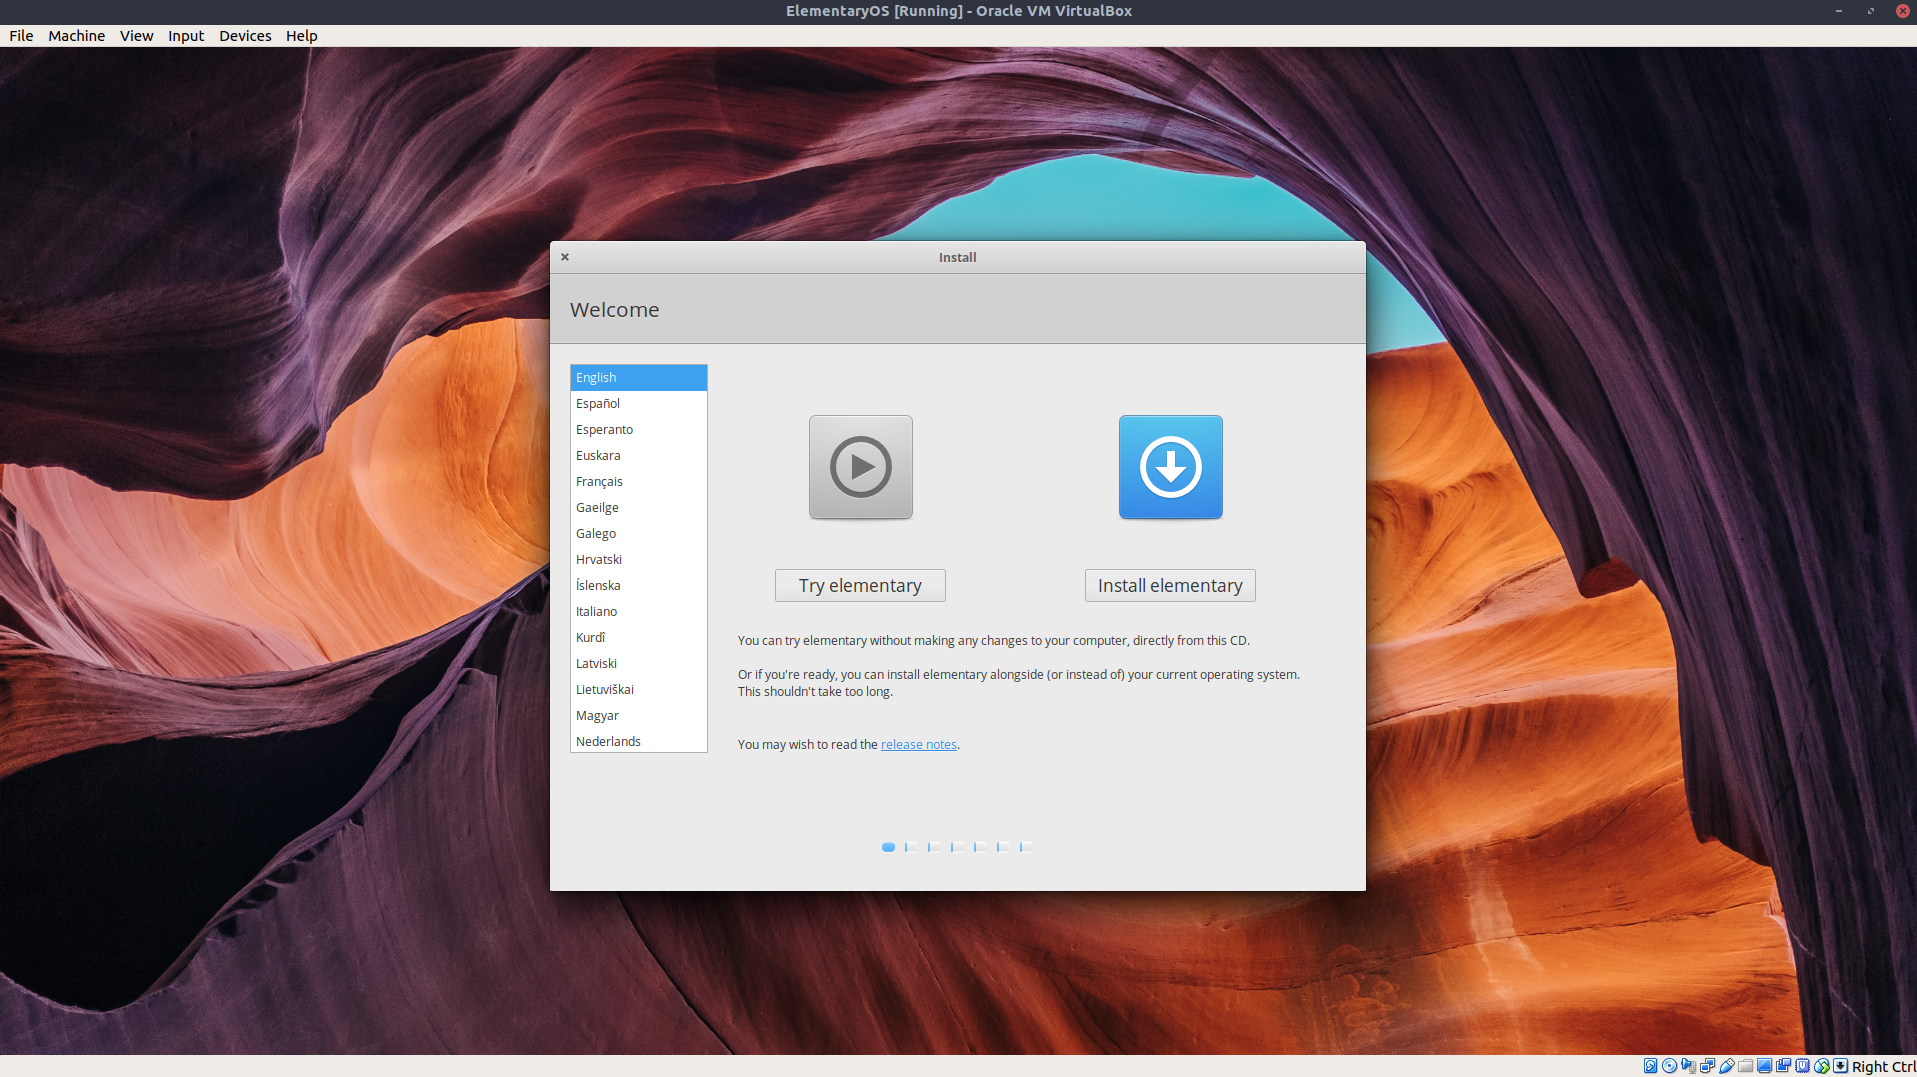 ElementaryOS [Running] - Oracle VM VirtualBox
File Machine View Input Devices Help
Install
Welcome
English
Español
Esperanto
Euskara
Français
Gaeilge
Galego
Hrvatski
Íslenska
Italiano
Kurdî
Latviski
Lietuviškai
Magyar
Nederlands
Try elementary
Install elementary
You can try elementary without making any changes to your computer, directly from this CD.
Or if you're ready, you can install elementary alongside (or instead of) your current operating system.
This shouldn't take too long.
You may wish to read the release notes.
Right Ctrl